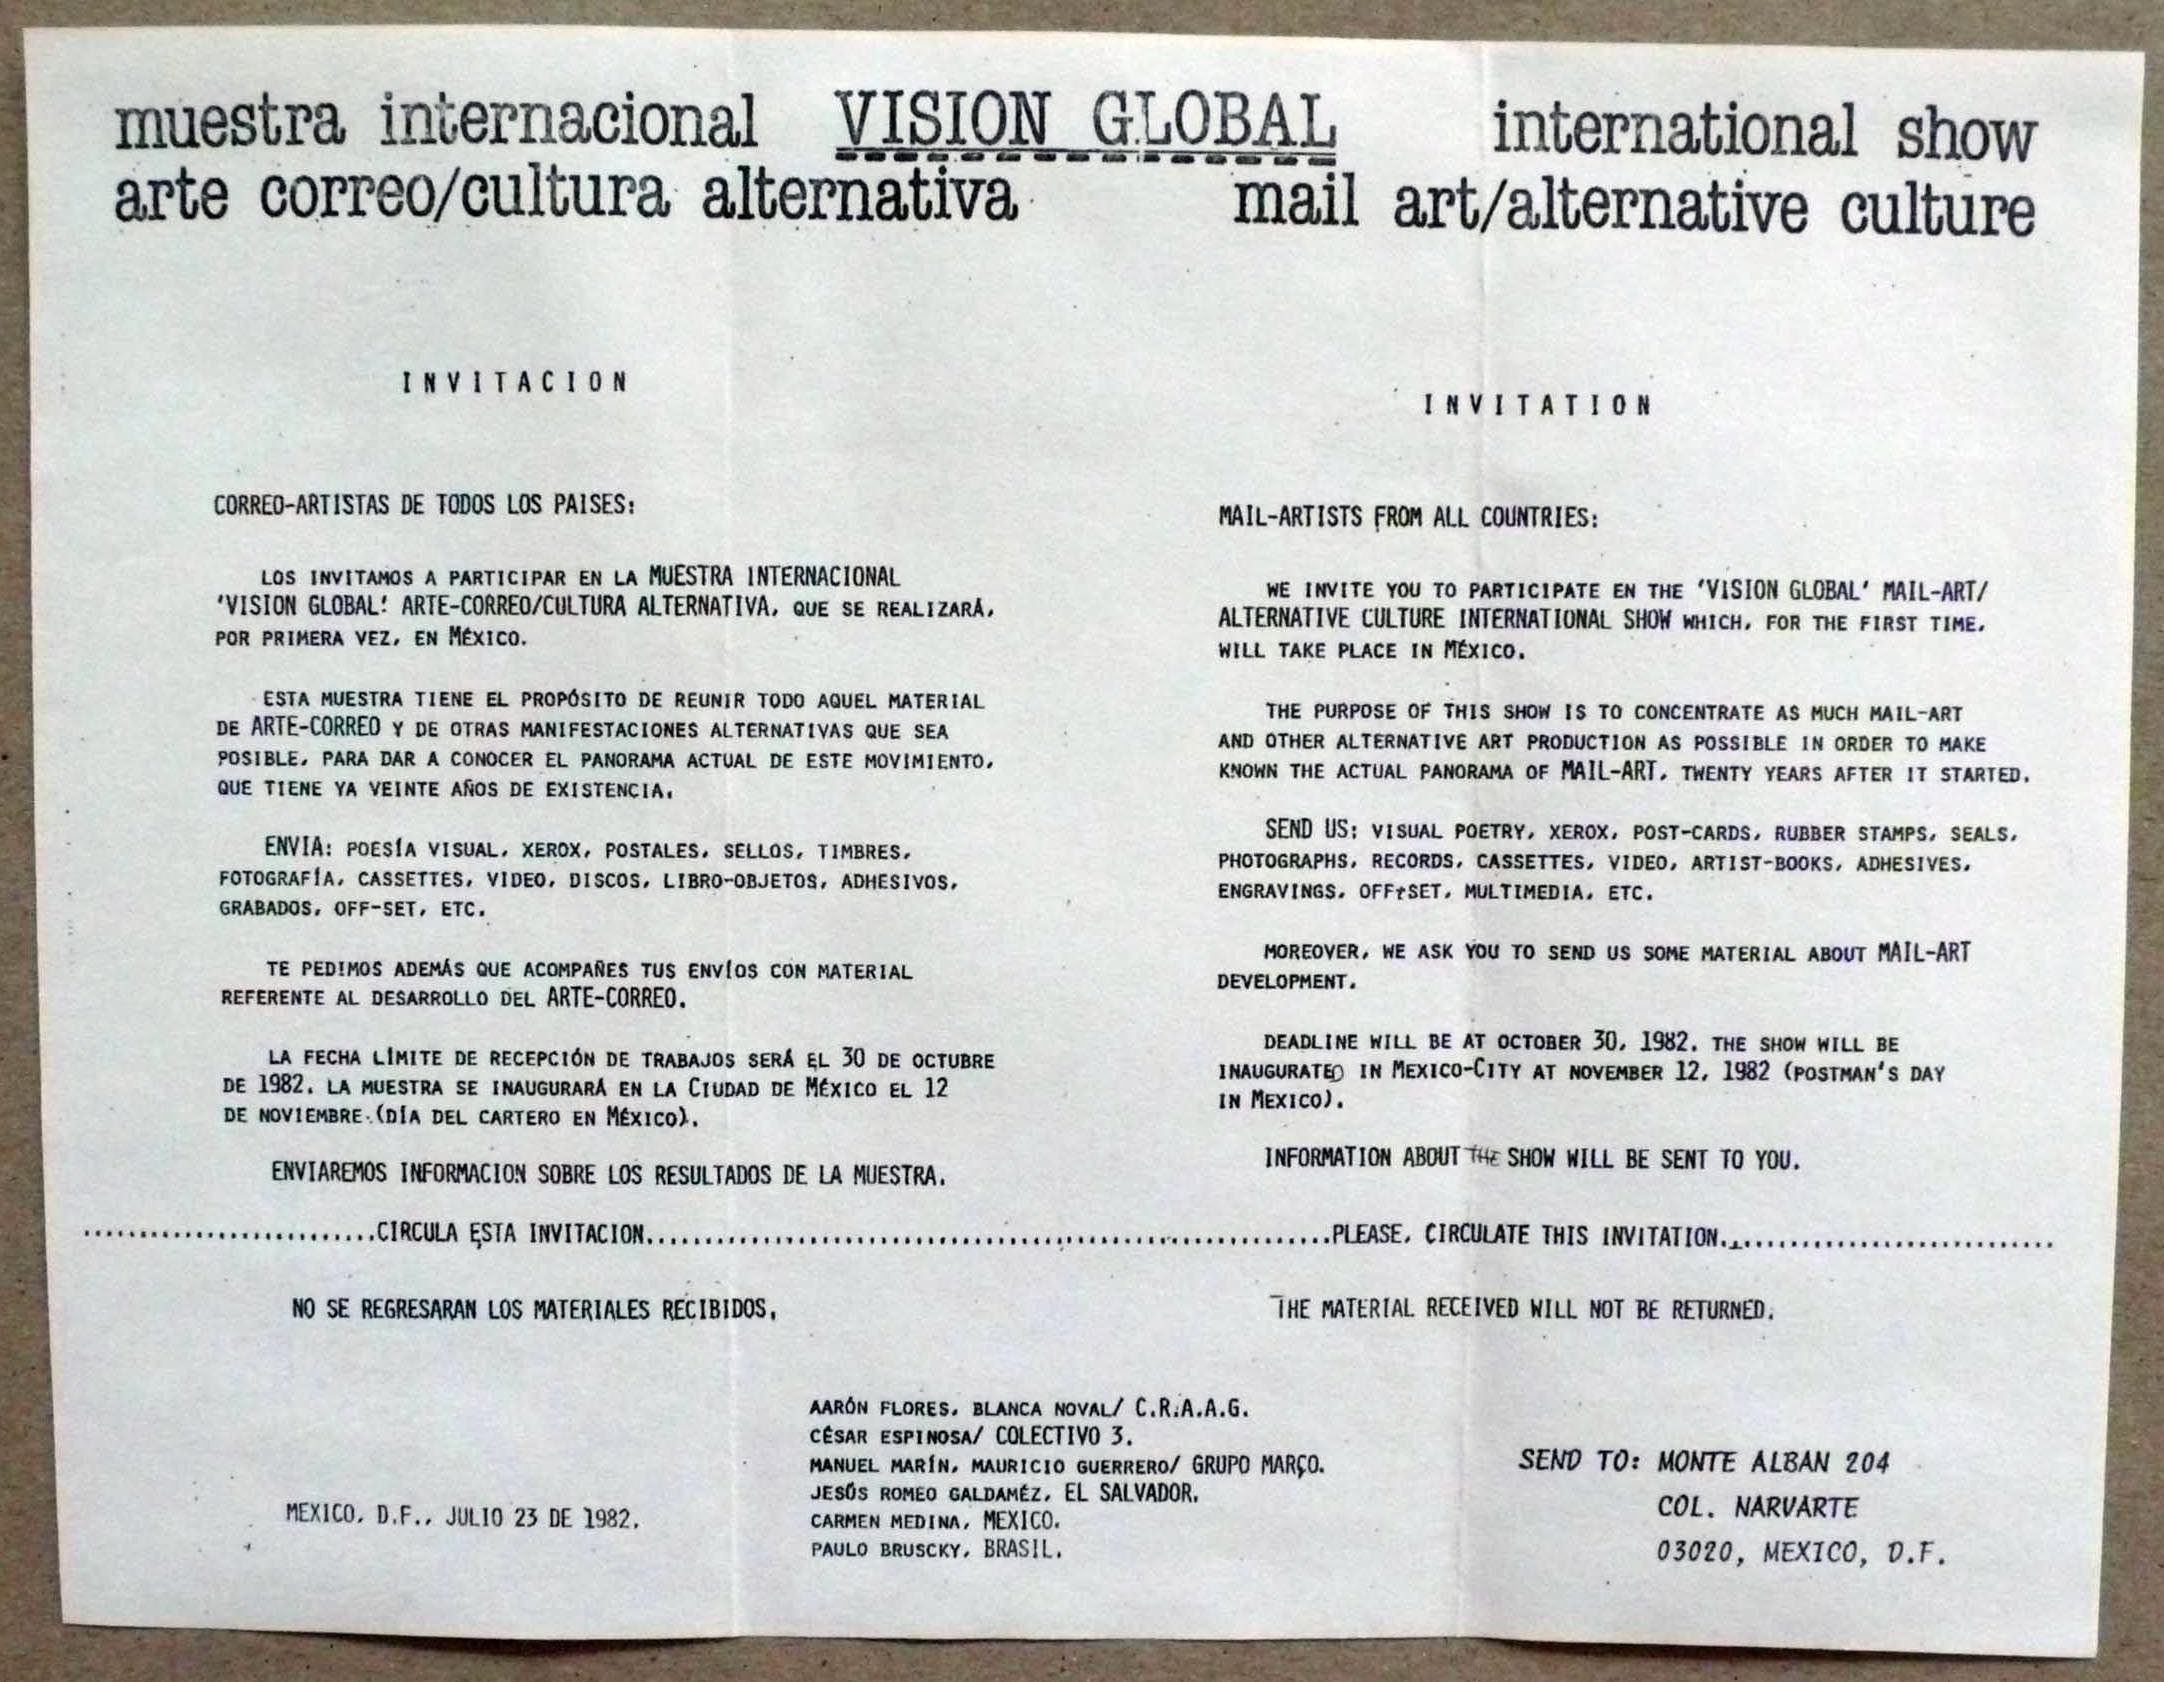 muestra internacional VISION GLOBAL international show
arte correo/cultura alternativa mail art/alternative culture
INVITACION
CORREO-ARTISTAS DE TODOS LOS PAISES:
LOS INVITAMOS A PARTICIPAR EN LA MUESTRA INTERNACIONAL
'VISION GLOBAL' ARTE-CORREO/CULTURA ALTERNATIVA, QUE SE REALIZARÁ,
POR PRIMERA VEZ, EN MÉXICO.
ESTA MUESTRA TIENE EL PROPÓSITO DE REUNIR TODO AQUEL MATERIAL
DE ARTE-CORREO Y DE OTRAS MANIFESTACIONES ALTERNATIVAS QUE SEA
POSIBLE, PARA DAR A CONOCER EL PANORAMA ACTUAL DE ESTE MOVIMIENTO,
QUE TIENE YA VEINTE AÑOS DE EXISTENCIA.
ENVIA: POESÍA VISUAL, XEROX, POSTALES, SELLOS, TIMBRES,
FOTOGRAFÍA, CASSETTES, VIDEO, DISCOS, LIBRO-OBJETOS, ADHESIVOS,
GRABADOS, OFF-SET, ETC.
TE PEDIMOS ADEMÁS QUE ACOMPAÑES TUS ENVÍOS CON MATERIAL
REFERENTE AL DESARROLLO DEL ARTE-CORREO.
LA FECHA LÍMITE DE RECEPCIÓN DE TRABAJOS SERÁ EL 30 DE OCTUBRE
DE 1982. LA MUESTRA SE INAUGURARÁ EN LA CIUDAD DE MÉXICO EL 12
DE NOVIEMBRE (DÍA DEL CARTERO EN MÉXICO).
ENVIAREMOS INFORMACION SOBRE LOS RESULTADOS DE LA MUESTRA.
INVITATION
MAIL-ARTISTS FROM ALL COUNTRIES:
WE INVITE YOU TO PARTICIPATE EN THE 'VISION GLOBAL' MAIL-ART/
ALTERNATIVE CULTURE INTERNATIONAL SHOW WHICH, FOR THE FIRST TIME,
WILL TAKE PLACE IN MÉXICO.
THE PURPOSE OF THIS SHOW IS TO CONCENTRATE AS MUCH MAIL-ART
AND OTHER ALTERNATIVE ART PRODUCTION AS POSSIBLE IN ORDER TO MAKE
KNOWN THE ACTUAL PANORAMA OF MAIL-ART, TWENTY YEARS AFTER IT STARTED.
SEND US: VISUAL POETRY, XEROX, POST-CARDS, RUBBER STAMPS, SEALS,
PHOTOGRAPHS, RECORDS, CASSETTES, VIDEO, ARTIST-BOOKS, ADHESIVES,
ENGRAVINGS, OFF-SET, MULTIMEDIA, ETC.
MOREOVER, WE ASK YOU TO SEND US SOME MATERIAL ABOUT MAIL-ART
DEVELOPMENT.
DEADLINE WILL BE AT OCTOBER 30, 1982. THE SHOW WILL BE
INAUGURATED IN MEXICO-CITY AT NOVEMBER 12, 1982 (POSTMAN'S DAY
IN MEXICO).
INFORMATION ABOUT THE SHOW WILL BE SENT TO YOU.
..........................CIRCULA ESTA INVITACION..............................................................PLEASE, CIRCULATE THIS INVITATION..............................
NO SE REGRESARAN LOS MATERIALES RECIBIDOS. THE MATERIAL RECEIVED WILL NOT BE RETURNED.
MEXICO, D.F., JULIO 23 DE 1982.
AARÓN FLORES, BLANCA NOVAL/ C.R.A.A.G.
CÉSAR ESPINOSA/ COLECTIVO 3.
MANUEL MARÍN, MAURICIO GUERRERO/ GRUPO MARÇO.
JESÚS ROMEO GALDAMÉZ, EL SALVADOR.
CARMEN MEDINA, MEXICO.
PAULO BRUSCKY, BRASIL.
SEND TO: MONTE ALBAN 204
COL. NARVARTE
03020, MEXICO, D.F.